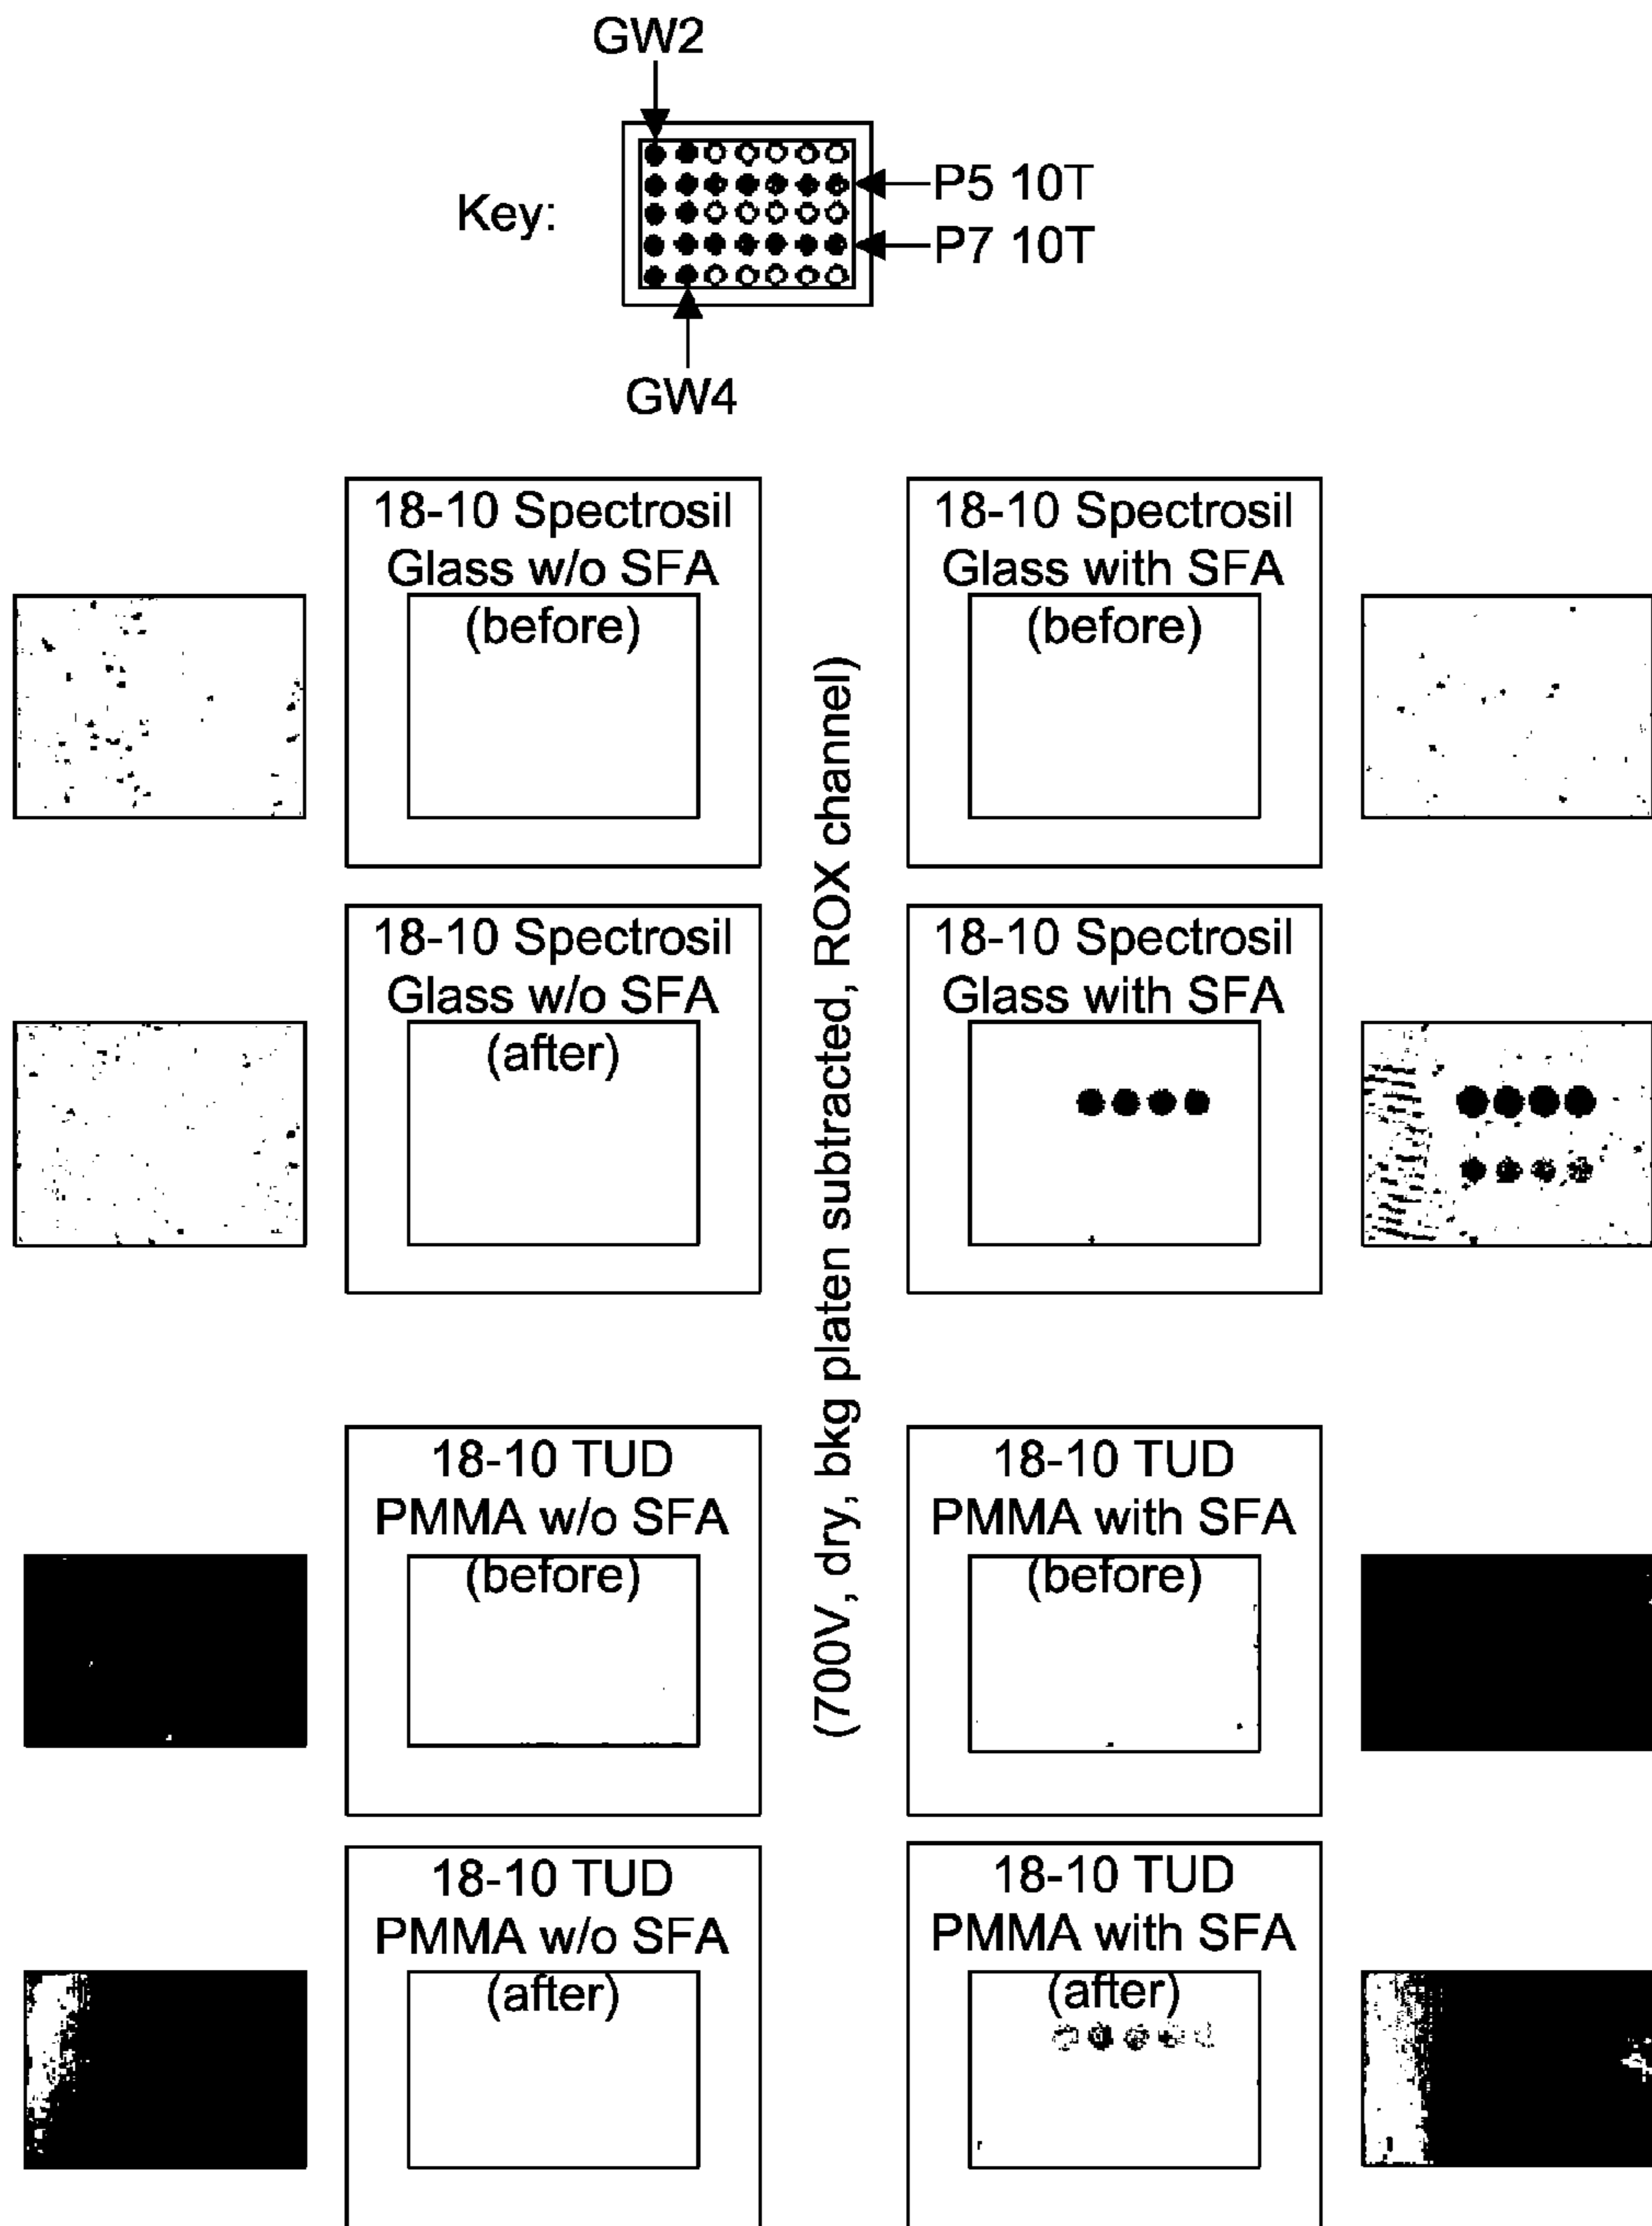 GW2
Key:
P5 10T
P7 10T
GW4
18-10 Spectrosil
Glass w/o SFA
(before)
18-10 Spectrosil
Glass with SFA
(before)
18-10 Spectrosil
Glass w/o SFA
(after)
18-10 Spectrosil
Glass with SFA
(700V, dry, bkg platen subtracted, ROX channel)
18-10 TUD
PMMA w/o SFA
(before)
18-10 TUD
PMMA with SFA
(before)
18-10 TUD
PMMA w/o SFA
(after)
18-10 TUD
PMMA with SFA
(after)